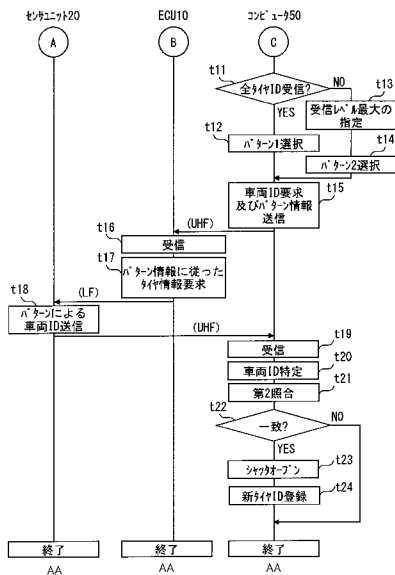 センサユニット20 ECU10 コンピュータ50
A B C
t11
全タイヤID受信?
NO
t13
YES
受信レベル最大の
指定
t12
パターン1選択
t14
パターン2選択
t15
車両ID要求
及びパターン情報
送信
(UHF)
t16
受信
t17
パターン情報に従った
タイヤ情報要求
(LF)
t18
パターンによる
車両ID送信
(UHF)
t19
受信
t20
車両ID特定
t21
第2照合
t22
一致?
NO
YES
t23
シャッタオープン
t24
新タイヤID登録
終了 終了 終了
AA AA AA